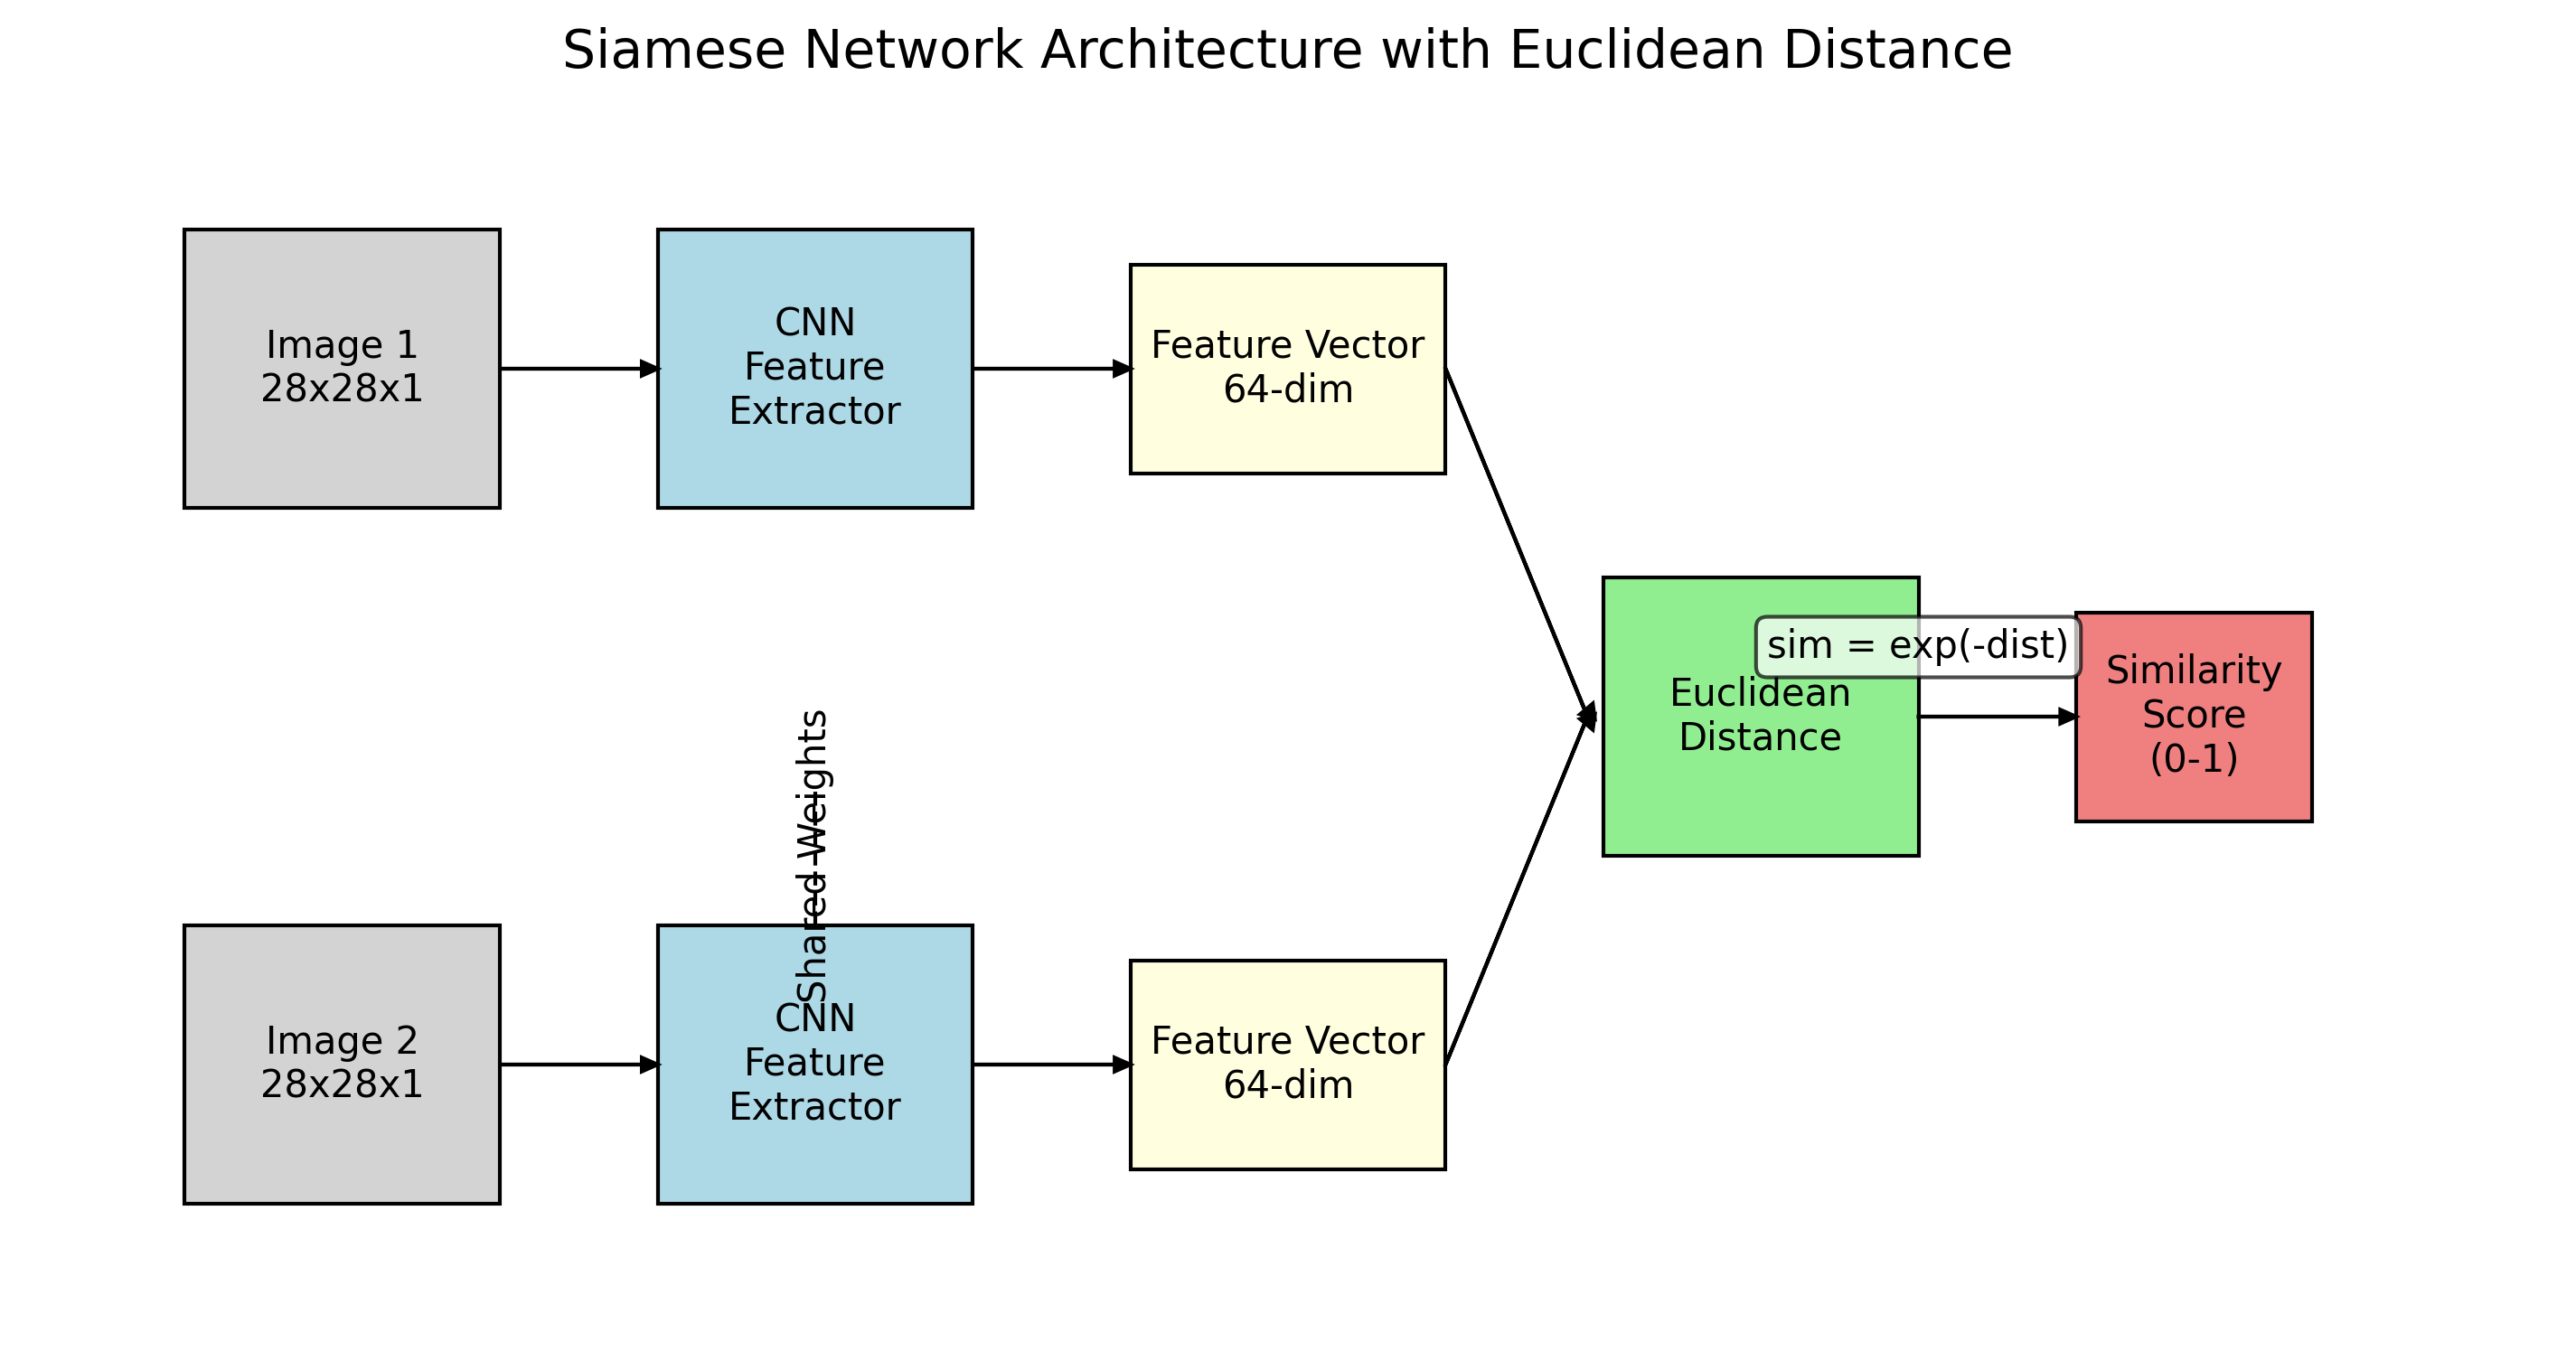 Siamese Network Architecture with Euclidean Distance
Image 1
28x28x1
CNN
Feature
Extractor
Feature Vector
64-dim
sim = exp(-dist)
Euclidean
Distance
Similarity
Score
(0-1)
Shared Weights
Image 2
28x28x1
CNN
Feature
Extractor
Feature Vector
64-dim